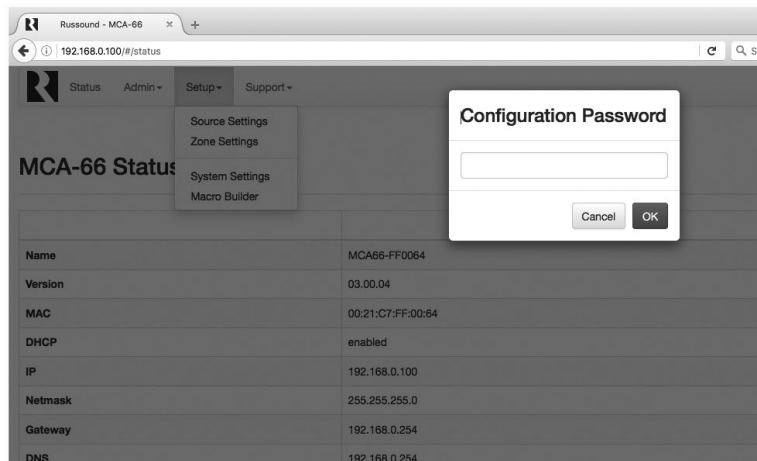 Russound - MCA-66
192.168.0.100/#/status
S
R
Status Admin Setup Support
Source Settings
Zone Settings
System Settings
Macro Builder
Configuration Password
Cancel OK
MCA-66 Status
Name MCA66-FF0064
Version 03.00.04
MAC 00:21:C7:FF:00:64
DHCP enabled
IP 192.168.0.100
Netmask 255.255.255.0
Gateway 192.168.0.254
DNS 192.168.0.254